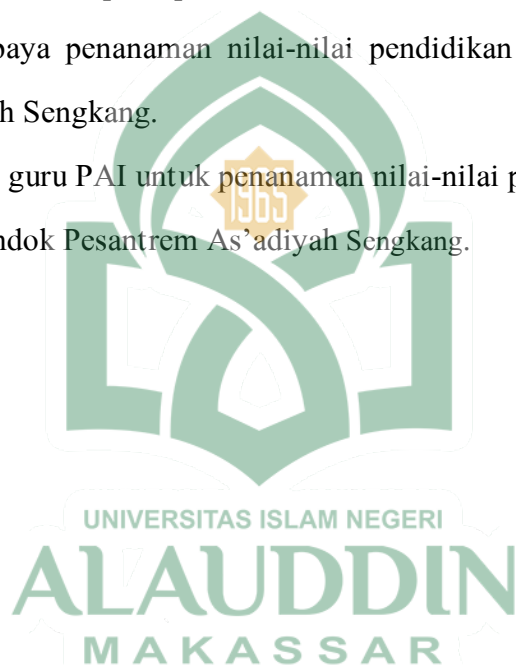 paya penanaman nilai-nilai pendidikan
h Sengkang.
guru PAI untuk penanaman nilai-nilai p
ndok Pesantrem As’adiyah Sengkang.
1965
UNIVERSITAS ISLAM NEGERI
ALAUDDIN
MAKASSAR